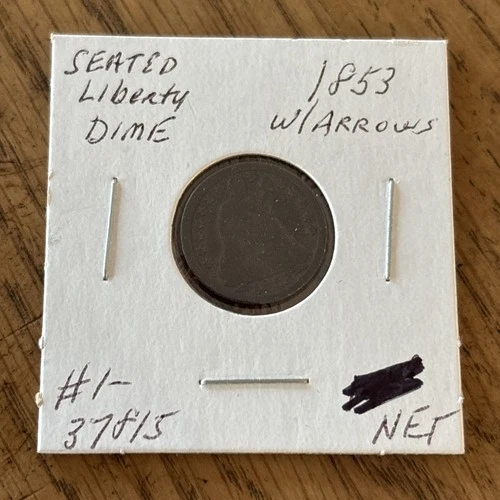 SEATED
Liberty
DIME
1853
W/ARROWS
#1-
37815
NET